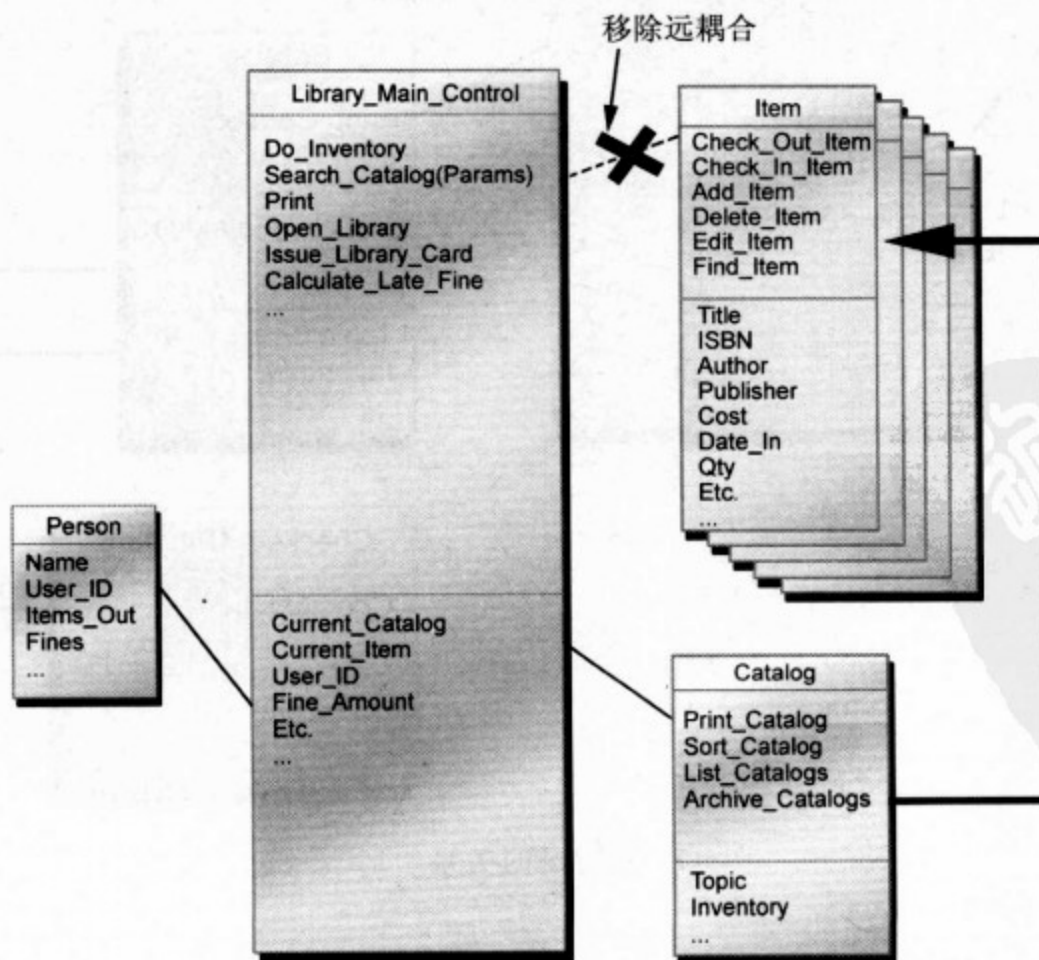 移除远耦合
Library_Main_Control
Do_Inventory
Search_Catalog(Params)
Print
Open_Library
Issue_Library_Card
Calculate_Late_Fine
...
Current_Catalog
Current_Item
User_ID
Fine_Amount
Etc.
...
Item
Check_Out_Item
Check_In_Item
Add_Item
Delete_Item
Edit_Item
Find_Item
Title
ISBN
Author
Publisher
Cost
Date_In
Qty
Etc.
...
Person
Name
User_ID
Items_Out
Fines
...
Catalog
Print_Catalog
Sort_Catalog
List_Catalogs
Archive_Catalogs
Topic
Inventory
...